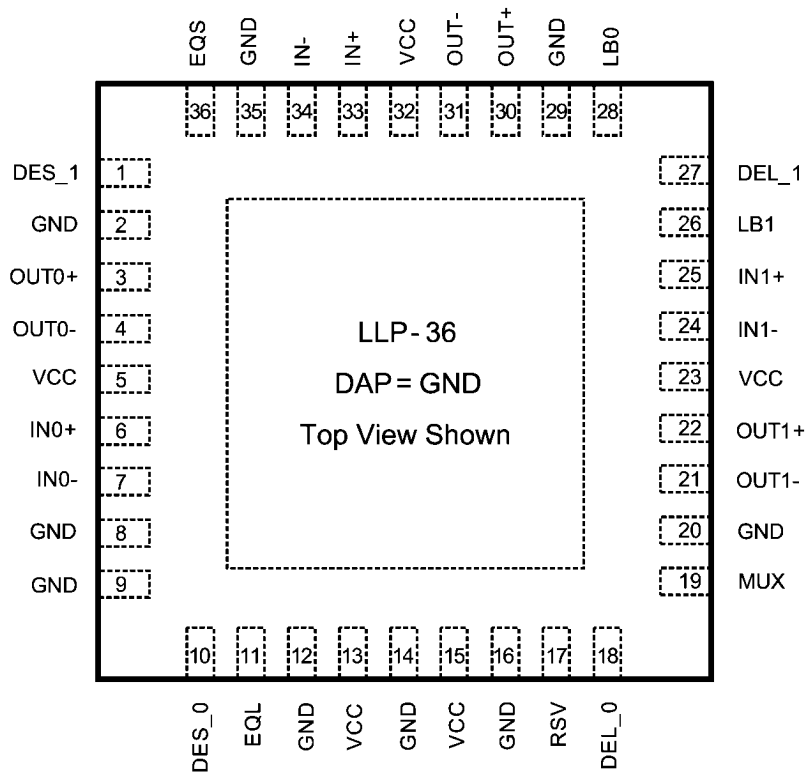 EQS GND IN- IN+ VCC OUT- OUT+ GND LB0
36 35 34 33 32 31 30 29 28
DES_1 1 27 DEL_1
GND 2 26 LB1
OUT0+ 3 25 IN1+
OUT0- 4 24 IN1-
VCC 5 23 VCC
IN0+ 6 22 OUT1+
IN0- 7 21 OUT1-
GND 8 20 GND
GND 9 19 MUX
LLP-36
DAP = GND
Top View Shown
10 11 12 13 14 15 16 17 18
DES_0 EQL GND VCC GND VCC GND RSV DEL_0